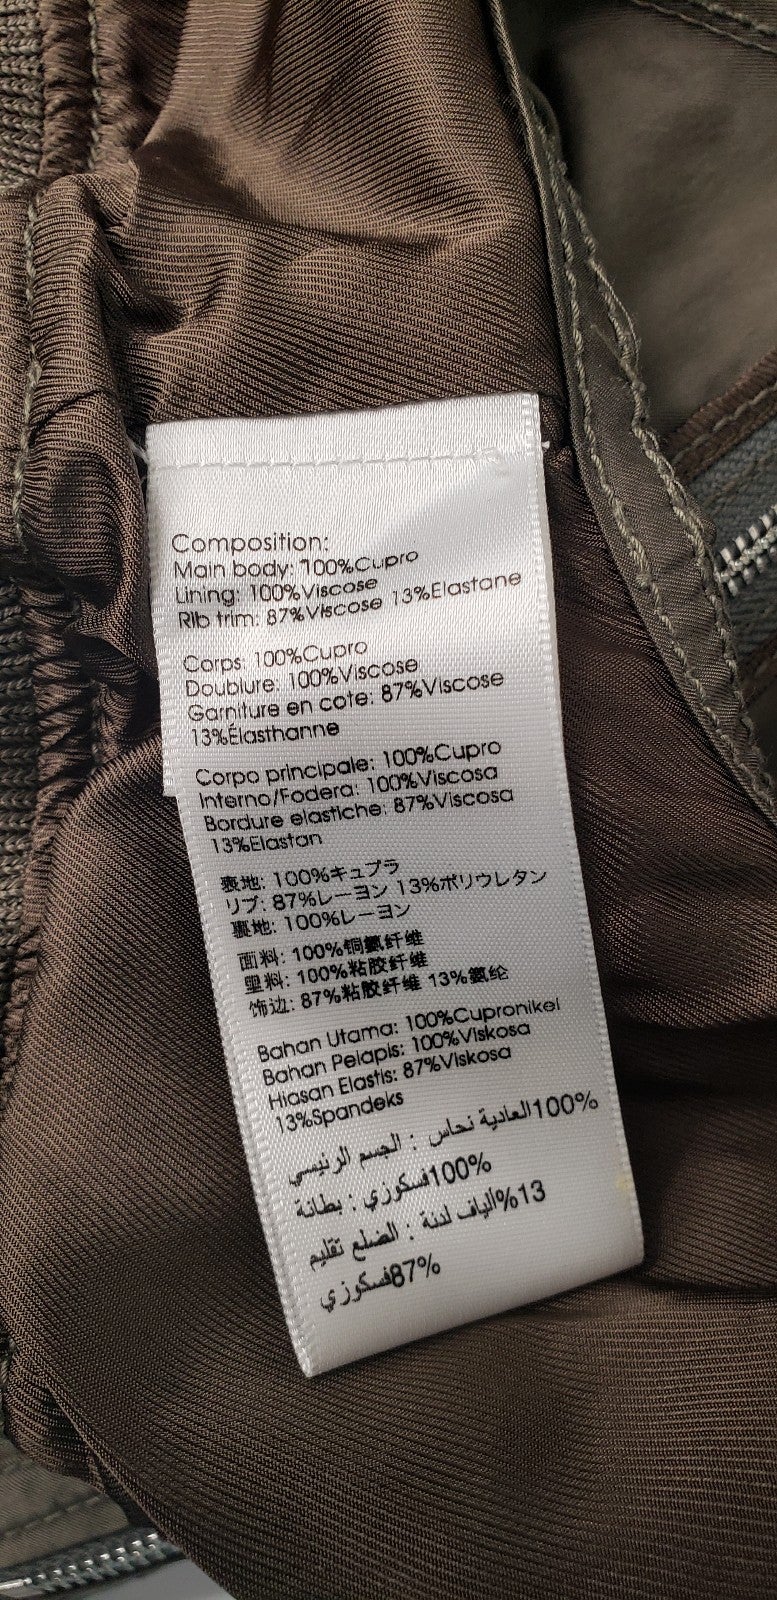 Composition:
Main body: 100%Cupro
Lining: 100%Viscose
Rib trim: 87%Viscose 13%Elastane
Corps: 100%Cupro
Doublure: 100%Viscose
Garniture en cote: 87%Viscose
13%Élasthanne
Corpo principale: 100%Cupro
Interno/Fodera: 100%Viscosa
Bordure elastiche: 87%Viscosa
13%Elastan
表地: 100%キュプラ
リブ: 87%レーヨン 13%ポリウレタン
裏地: 100%レーヨン
面料: 100%铜氨纤维
里料: 100%粘胶纤维
饰边: 87%粘胶纤维 13%氨纶
Bahan Utama: 100%Cupronikel
Bahan Pelapis: 100%Viskosa
Hiasan Elastis: 87%Viskosa
13%Spandeks
الجسم الرئيسي : العادية نحاس100%
بطانة : فسكوزي100%
الضلع تقليم : ألياف لدنة%13
فسكوزي87%